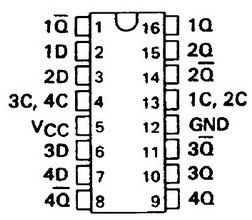 1Q̅ 1 16 1Q
1D 2 15 2Q
2D 3 14 2Q̅
3C, 4C 4 13 1C, 2C
VCC 5 12 GND
3D 6 11 3Q̅
4D 7 10 3Q
4Q̅ 8 9 4Q